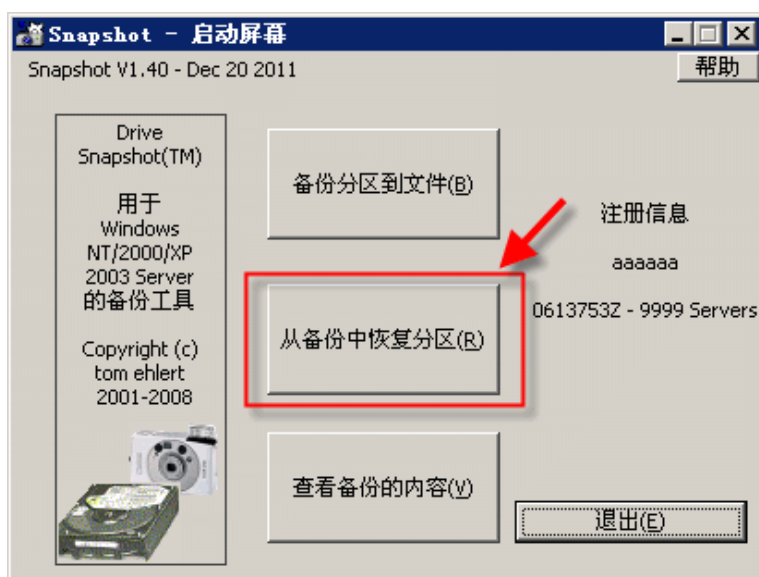 Snapshot - 启动屏幕
Snapshot V1.40 - Dec 20 2011
帮助
Drive
Snapshot(TM)
用于
Windows
NT/2000/XP
2003 Server
的备份工具
Copyright (c)
tom ehlert
2001-2008
备份分区到文件(B)
从备份中恢复分区(R)
查看备份的内容(V)
注册信息
aaaaaa
0613753Z - 9999 Servers
退出(E)